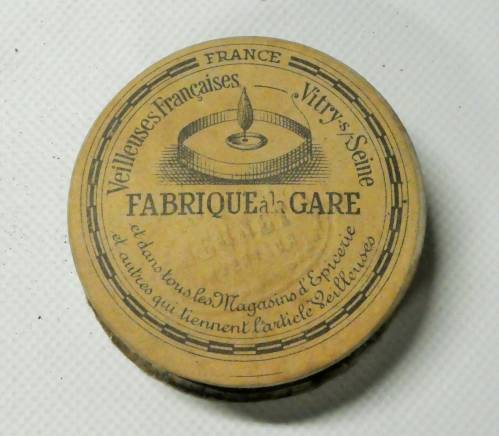 FRANCE
Veilleuses Françaises
Vitry-s/Seine
FABRIQUE à la GARE
et dans tous les Magasins d'Epicerie
et autres qui tiennent l'article Veilleuses